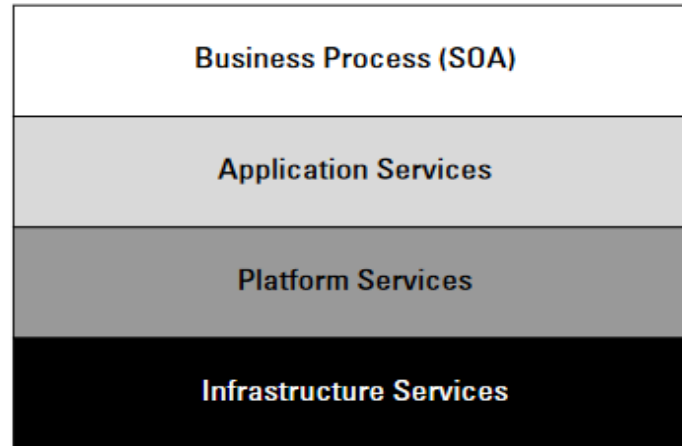 Business Process (SOA)
Application Services
Platform Services
Infrastructure Services